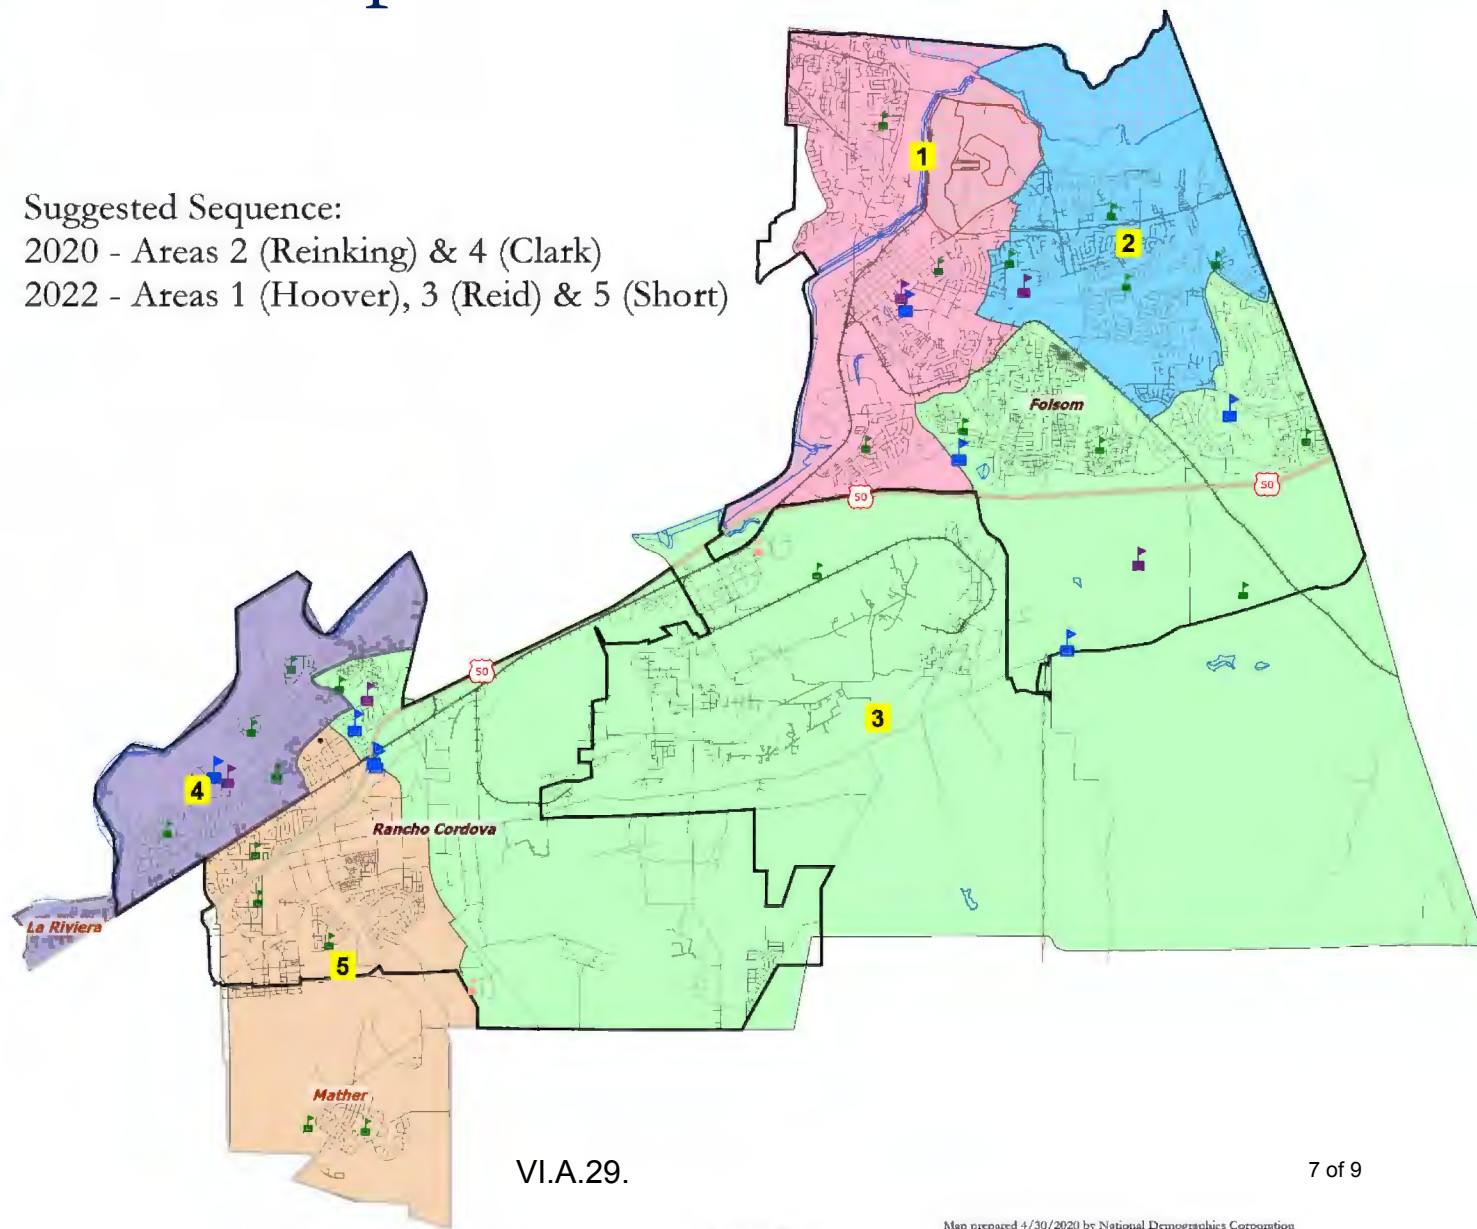 Suggested Sequence:
2020 - Areas 2 (Reinking) & 4 (Clark)
2022 - Areas 1 (Hoover), 3 (Reid) & 5 (Short)
1
2
Folsom
50
50
50
3
4
Rancho Cordova
La Riviera
5
Mather
VI.A.29.
7 of 9
Map prepared 4/30/2020 by National Demographics Corporation